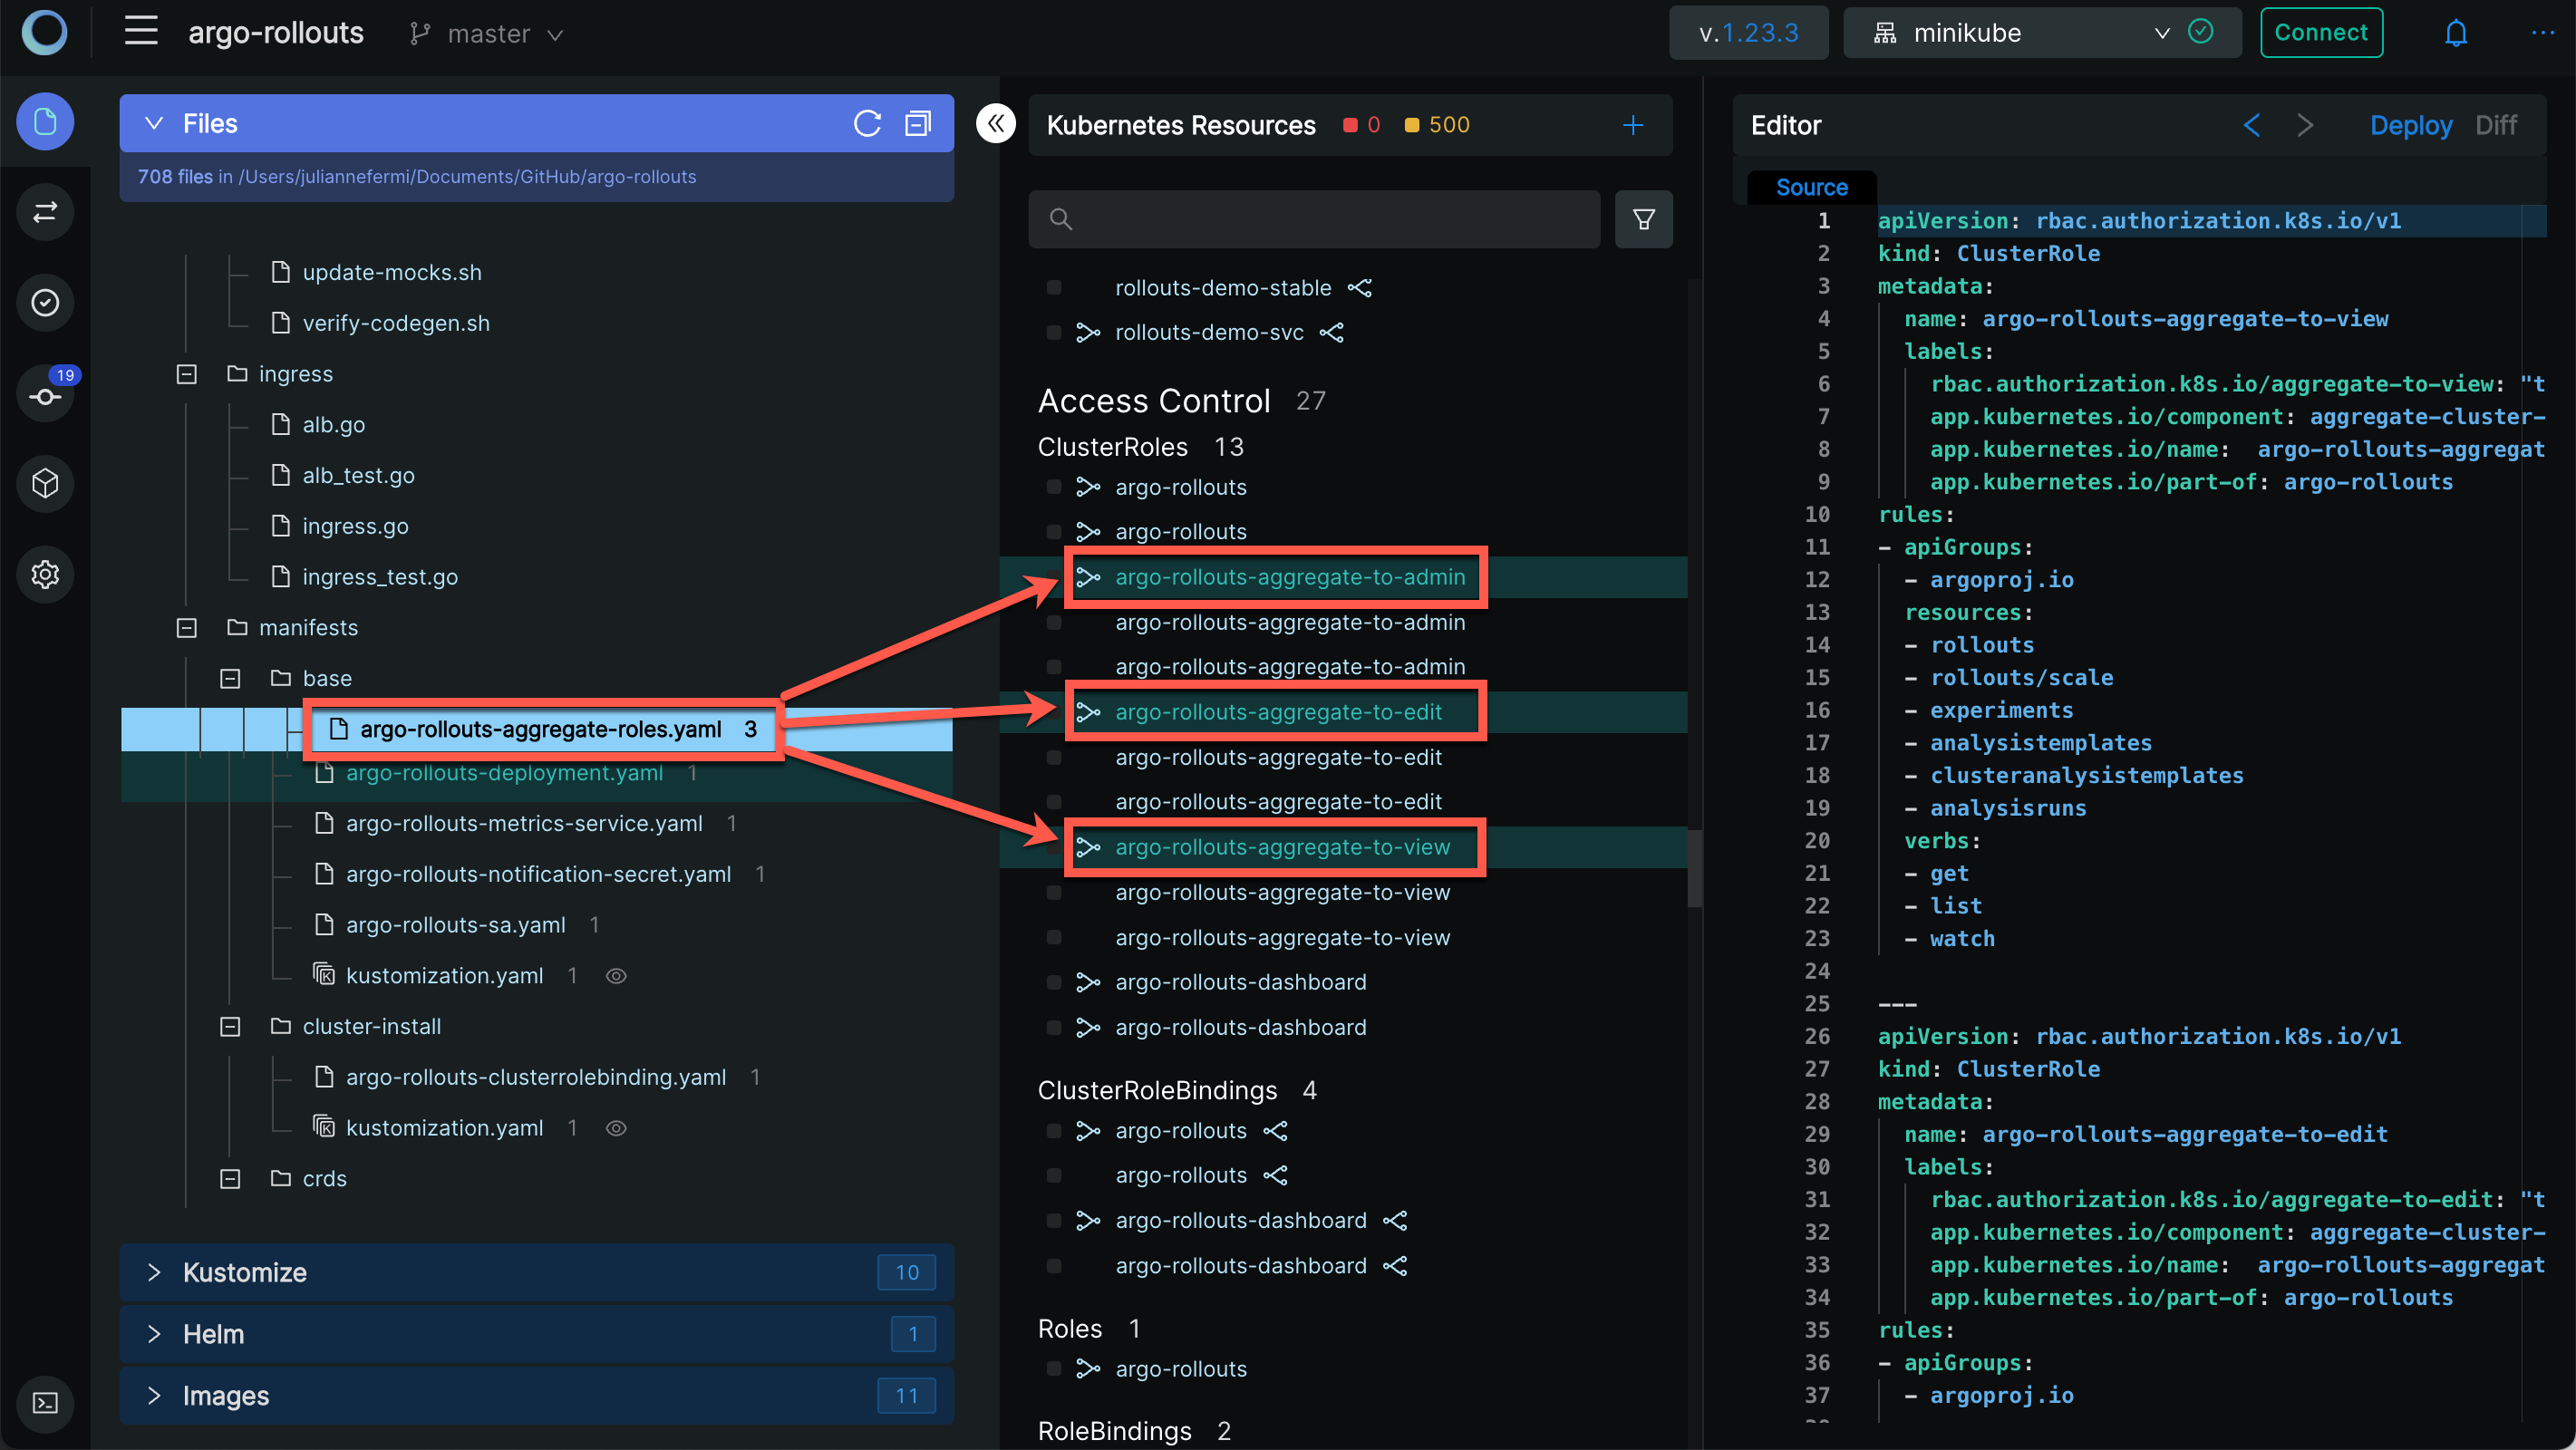 argo-rollouts
master
v.1.23.3
minikube
Connect
Files
708 files in /Users/juliannefermi/Documents/GitHub/argo-rollouts
update-mocks.sh
verify-codegen.sh
ingress
alb.go
alb_test.go
ingress.go
ingress_test.go
manifests
base
argo-rollouts-aggregate-roles.yaml 3
argo-rollouts-deployment.yaml 1
argo-rollouts-metrics-service.yaml 1
argo-rollouts-notification-secret.yaml 1
argo-rollouts-sa.yaml 1
kustomization.yaml 1
cluster-install
argo-rollouts-clusterrolebinding.yaml 1
kustomization.yaml 1
crds
Kustomize 10
Helm 1
Images 11
19
Kubernetes Resources 0 500
rollouts-demo-stable
rollouts-demo-svc
Access Control 27
ClusterRoles 13
argo-rollouts
argo-rollouts
argo-rollouts-aggregate-to-admin
argo-rollouts-aggregate-to-admin
argo-rollouts-aggregate-to-admin
argo-rollouts-aggregate-to-edit
argo-rollouts-aggregate-to-edit
argo-rollouts-aggregate-to-edit
argo-rollouts-aggregate-to-view
argo-rollouts-aggregate-to-view
argo-rollouts-aggregate-to-view
argo-rollouts-dashboard
argo-rollouts-dashboard
ClusterRoleBindings 4
argo-rollouts
argo-rollouts
argo-rollouts-dashboard
argo-rollouts-dashboard
Roles 1
argo-rollouts
RoleBindings 2
Editor
Deploy Diff
Source
1 apiVersion: rbac.authorization.k8s.io/v1
2 kind: ClusterRole
3 metadata:
4 name: argo-rollouts-aggregate-to-view
5 labels:
6 rbac.authorization.k8s.io/aggregate-to-view: "t
7 app.kubernetes.io/component: aggregate-cluster-
8 app.kubernetes.io/name: argo-rollouts-aggregat
9 app.kubernetes.io/part-of: argo-rollouts
10 rules:
11 - apiGroups:
12 - argoproj.io
13 resources:
14 - rollouts
15 - rollouts/scale
16 - experiments
17 - analysistemplates
18 - clusteranalysistemplates
19 - analysisruns
20 verbs:
21 - get
22 - list
23 - watch
24
25 ---
26 apiVersion: rbac.authorization.k8s.io/v1
27 kind: ClusterRole
28 metadata:
29 name: argo-rollouts-aggregate-to-edit
30 labels:
31 rbac.authorization.k8s.io/aggregate-to-edit: "t
32 app.kubernetes.io/component: aggregate-cluster-
33 app.kubernetes.io/name: argo-rollouts-aggregat
34 app.kubernetes.io/part-of: argo-rollouts
35 rules:
36 - apiGroups:
37 - argoproj.io